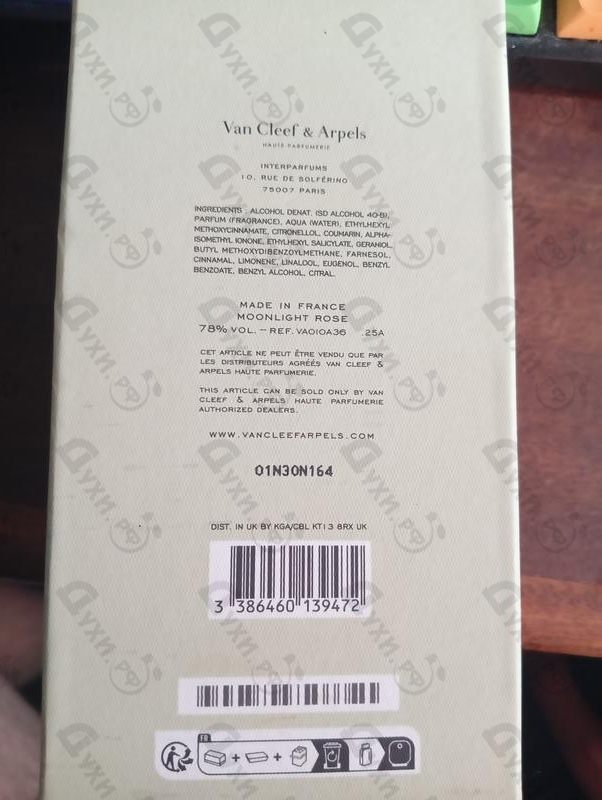 Van Cleef & Arpels
HAUTE PARFUMERIE
INTERPARFUMS
10, RUE DE SOLFÉRINO
75007 PARIS
INGREDIENTS : ALCOHOL DENAT. (SD ALCOHOL 40-B),
PARFUM (FRAGRANCE), AQUA (WATER), ETHYLHEXYL
METHOXYCINNAMATE, CITRONELLOL, COUMARIN, ALPHA-
ISOMETHYL IONONE, ETHYLHEXYL SALICYLATE, GERANIOL,
BUTYL METHOXYDIBENZOYLMETHANE, FARNESOL,
CINNAMAL, LIMONENE, LINALOOL, EUGENOL, BENZYL
BENZOATE, BENZYL ALCOHOL, CITRAL.
MADE IN FRANCE
MOONLIGHT ROSE
78% VOL. – REF. VA010A36 .25A
CET ARTICLE NE PEUT ÊTRE VENDU QUE PAR
LES DISTRIBUTEURS AGRÉÉS VAN CLEEF &
ARPELS HAUTE PARFUMERIE.
THIS ARTICLE CAN BE SOLD ONLY BY VAN
CLEEF & ARPELS HAUTE PARFUMERIE
AUTHORIZED DEALERS.
WWW.VANCLEEFARPELS.COM
01N30N164
DIST. IN UK BY KGA/CBL KT13 8RX UK
3 386460 139472
FR
Духи.рф